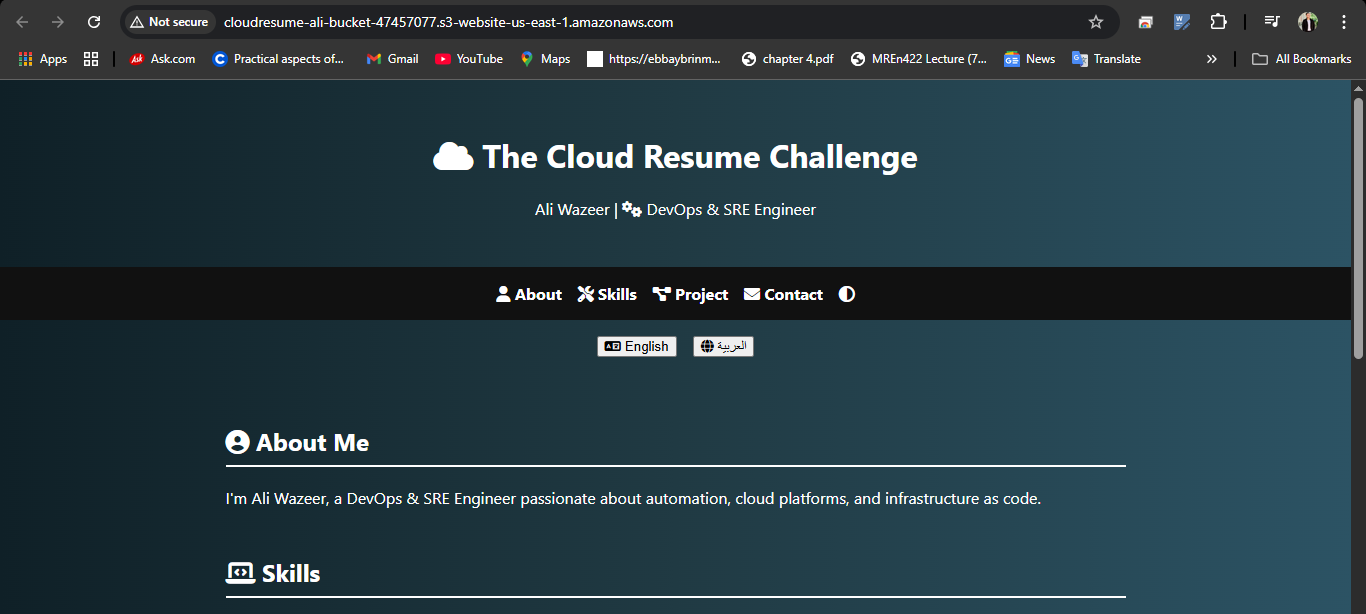 Not secure cloudresume-ali-bucket-47457077.s3-website-us-east-1.amazonaws.com
Apps Ask.com Practical aspects of... Gmail YouTube Maps https://ebbaybrinm... chapter 4.pdf MREn422 Lecture (7... News Translate » All Bookmarks
The Cloud Resume Challenge
Ali Wazeer | DevOps & SRE Engineer
About Skills Project Contact
English العربية
About Me
I'm Ali Wazeer, a DevOps & SRE Engineer passionate about automation, cloud platforms, and infrastructure as code.
Skills